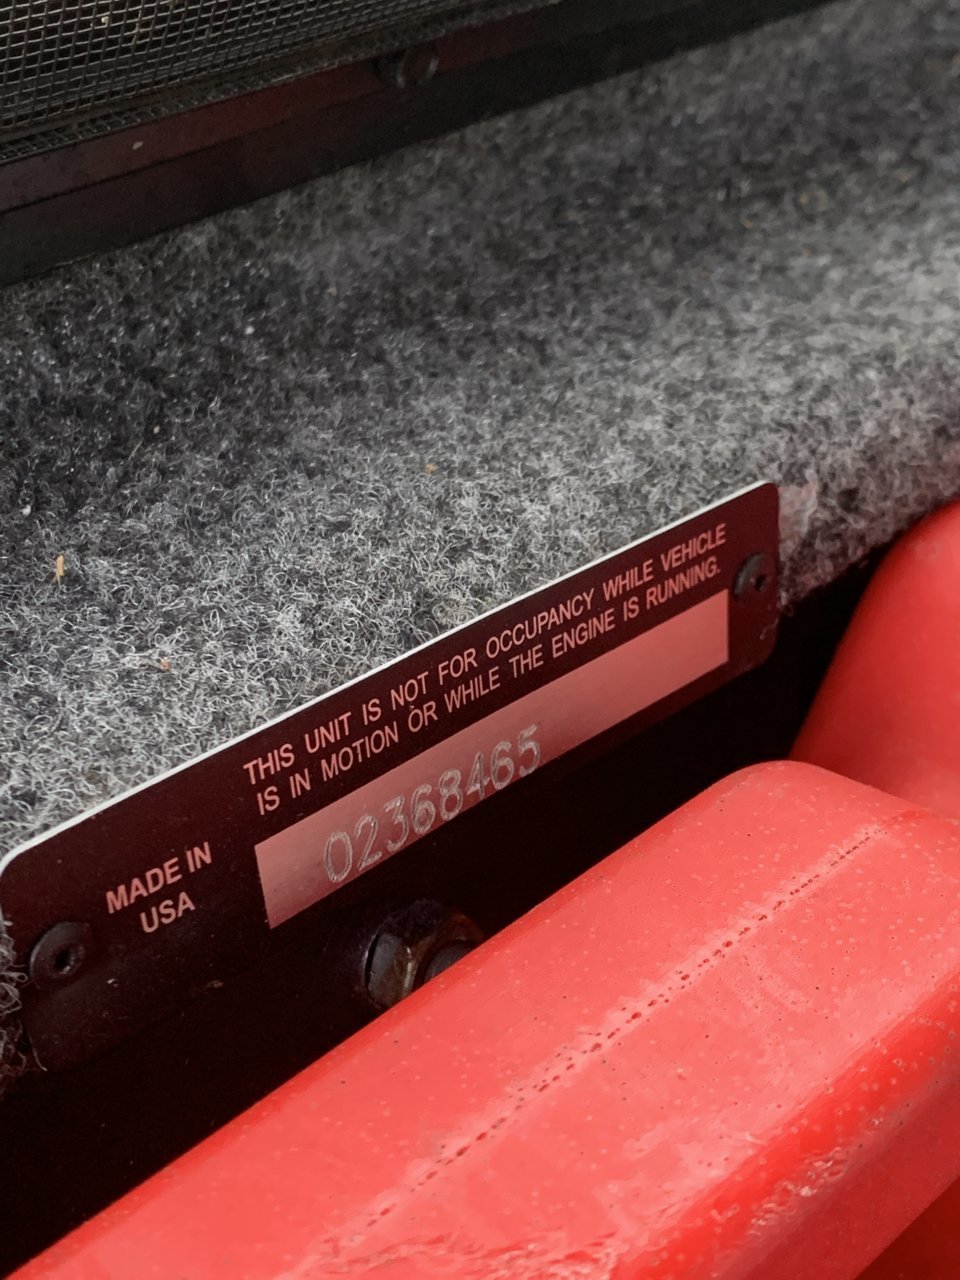 THIS UNIT IS NOT FOR OCCUPANCY WHILE VEHICLE
IS IN MOTION OR WHILE THE ENGINE IS RUNNING.
02368465
MADE IN
USA